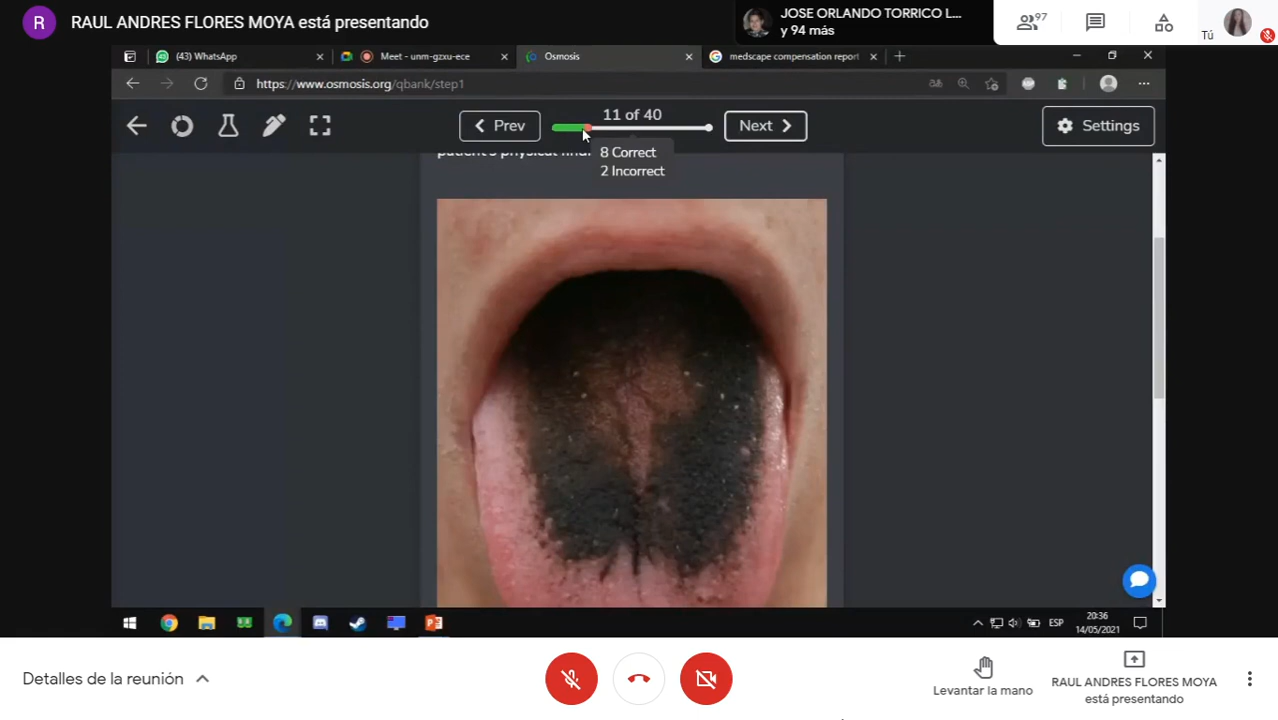 R RAUL ANDRES FLORES MOYA está presentando
JOSE ORLANDO TORRICO L...
y 94 más
97
Tú
(43) WhatsApp
Meet - unm-gzxu-ece
Osmosis
medscape compensation report
https://www.osmosis.org/qbank/step1
Prev
11 of 40
Next
Settings
8 Correct
2 Incorrect
patient's physical
ESP
20:36
14/05/2021
Detalles de la reunión
Levantar la mano
RAUL ANDRES FLORES MOYA
está presentando